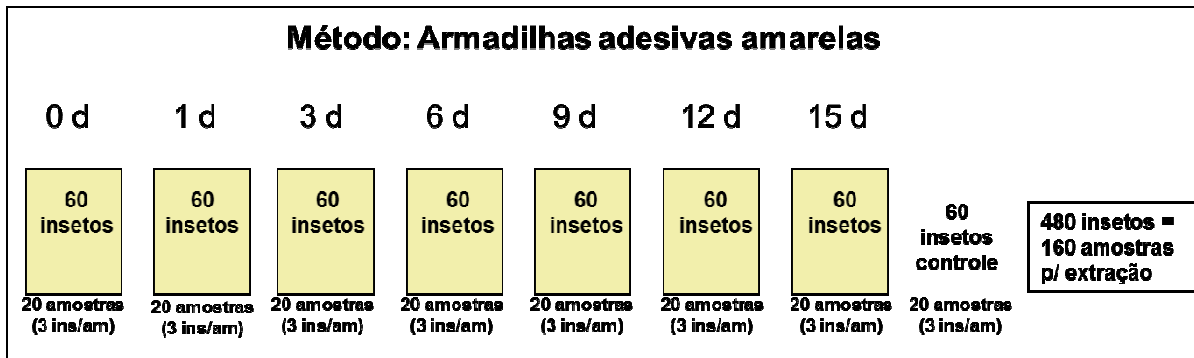 Método: Armadilhas adesivas amarelas
0 d 1 d 3 d 6 d 9 d 12 d 15 d
60
insetos
60
insetos
60
insetos
60
insetos
60
insetos
60
insetos
60
insetos
60
insetos
controle
480 insetos =
160 amostras
p/ extração
20 amostras
(3 ins/am)
20 amostras
(3 ins/am)
20 amostras
(3 ins/am)
20 amostras
(3 ins/am)
20 amostras
(3 ins/am)
20 amostras
(3 ins/am)
20 amostras
(3 ins/am)
20 amostras
(3 ins/am)